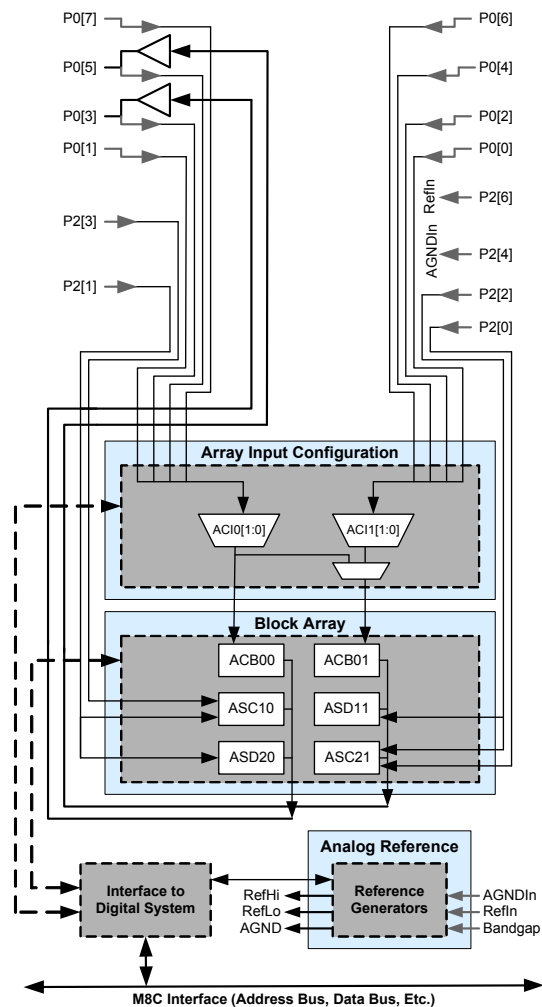 P0[7]
P0[6]
P0[5]
P0[4]
P0[3]
P0[2]
P0[1]
P0[0]
P2[6]
RefIn
P2[3]
P2[4]
AGNDIn
P2[1]
P2[2]
P2[0]
Array Input Configuration
ACI0[1:0]
ACI1[1:0]
Block Array
ACB00
ACB01
ASC10
ASD11
ASD20
ASC21
Analog Reference
Interface to
Digital System
RefHi
RefLo
AGND
Reference
Generators
AGNDIn
RefIn
Bandgap
M8C Interface (Address Bus, Data Bus, Etc.)